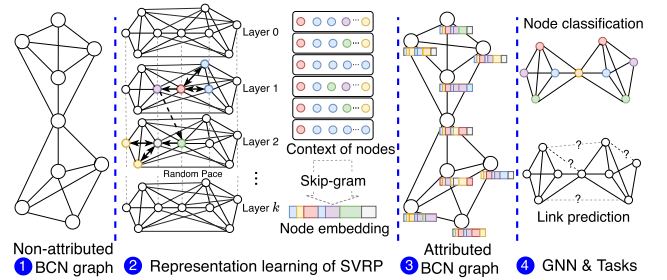 Layer 0
Layer 1
Layer 2
Random Pace
Layer k
Context of nodes
Skip-gram
Node embedding
Node classification
?
?
?
?
Link prediction
Non-attributed
1 BCN graph
2 Representation learning of SVRP
Attributed
3 BCN graph
4 GNN & Tasks